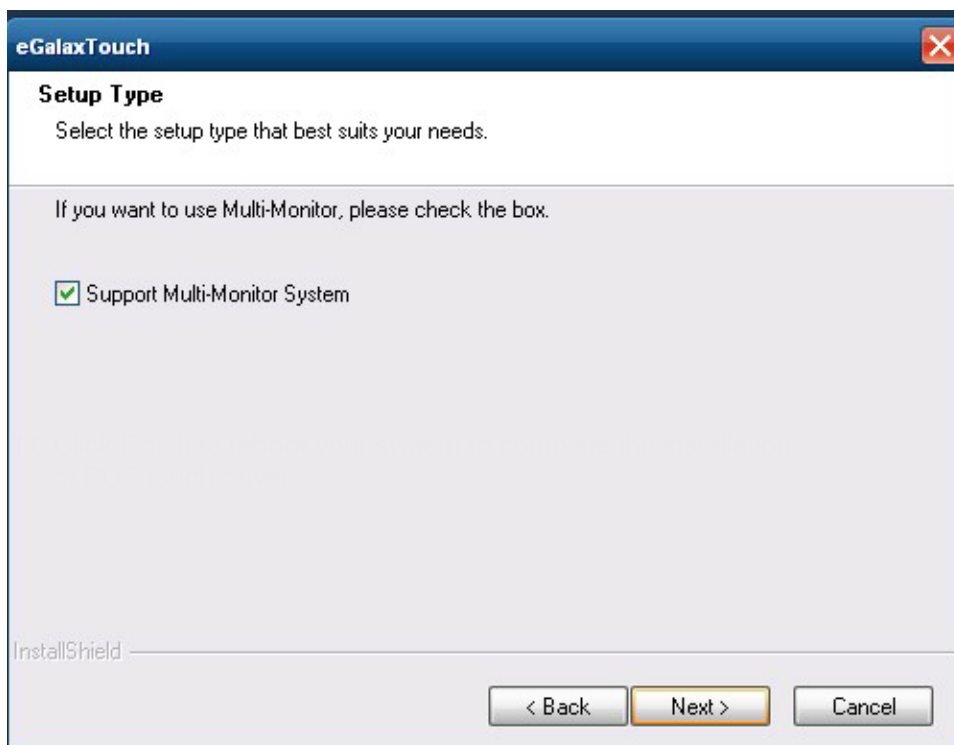 eGalaxTouch
Setup Type
Select the setup type that best suits your needs.
If you want to use Multi-Monitor, please check the box.
Support Multi-Monitor System
InstallShield
< Back
Next >
Cancel